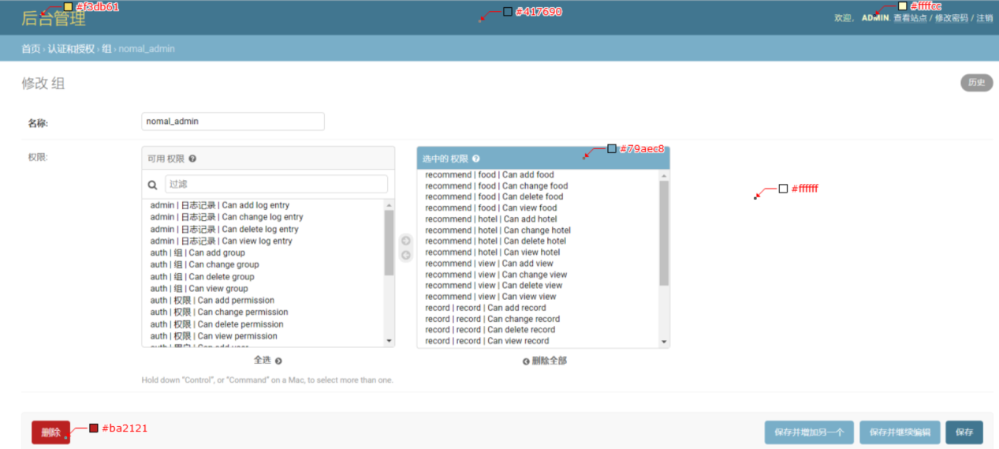 #f3db61
后台管理
#417690
#ffffcc
欢迎， ADMIN. 查看站点 / 修改密码 / 注销
首页 › 认证和授权 › 组 › nomal_admin
修改 组
历史
名称:
nomal_admin
权限:
可用 权限
过滤
admin | 日志记录 | Can add log entry
admin | 日志记录 | Can change log entry
admin | 日志记录 | Can delete log entry
admin | 日志记录 | Can view log entry
auth | 组 | Can add group
auth | 组 | Can change group
auth | 组 | Can delete group
auth | 组 | Can view group
auth | 权限 | Can add permission
auth | 权限 | Can change permission
auth | 权限 | Can delete permission
auth | 权限 | Can view permission
auth | 用户 | Can add user
全选
选中的 权限
#79aec8
recommend | food | Can add food
recommend | food | Can change food
recommend | food | Can delete food
recommend | food | Can view food
recommend | hotel | Can add hotel
recommend | hotel | Can change hotel
recommend | hotel | Can delete hotel
recommend | hotel | Can view hotel
recommend | view | Can add view
recommend | view | Can change view
recommend | view | Can delete view
recommend | view | Can view view
record | record | Can add record
record | record | Can change record
record | record | Can delete record
record | record | Can view record
删除全部
#ffffff
Hold down “Control”, or “Command” on a Mac, to select more than one.
删除
#ba2121
保存并增加另一个
保存并继续编辑
保存